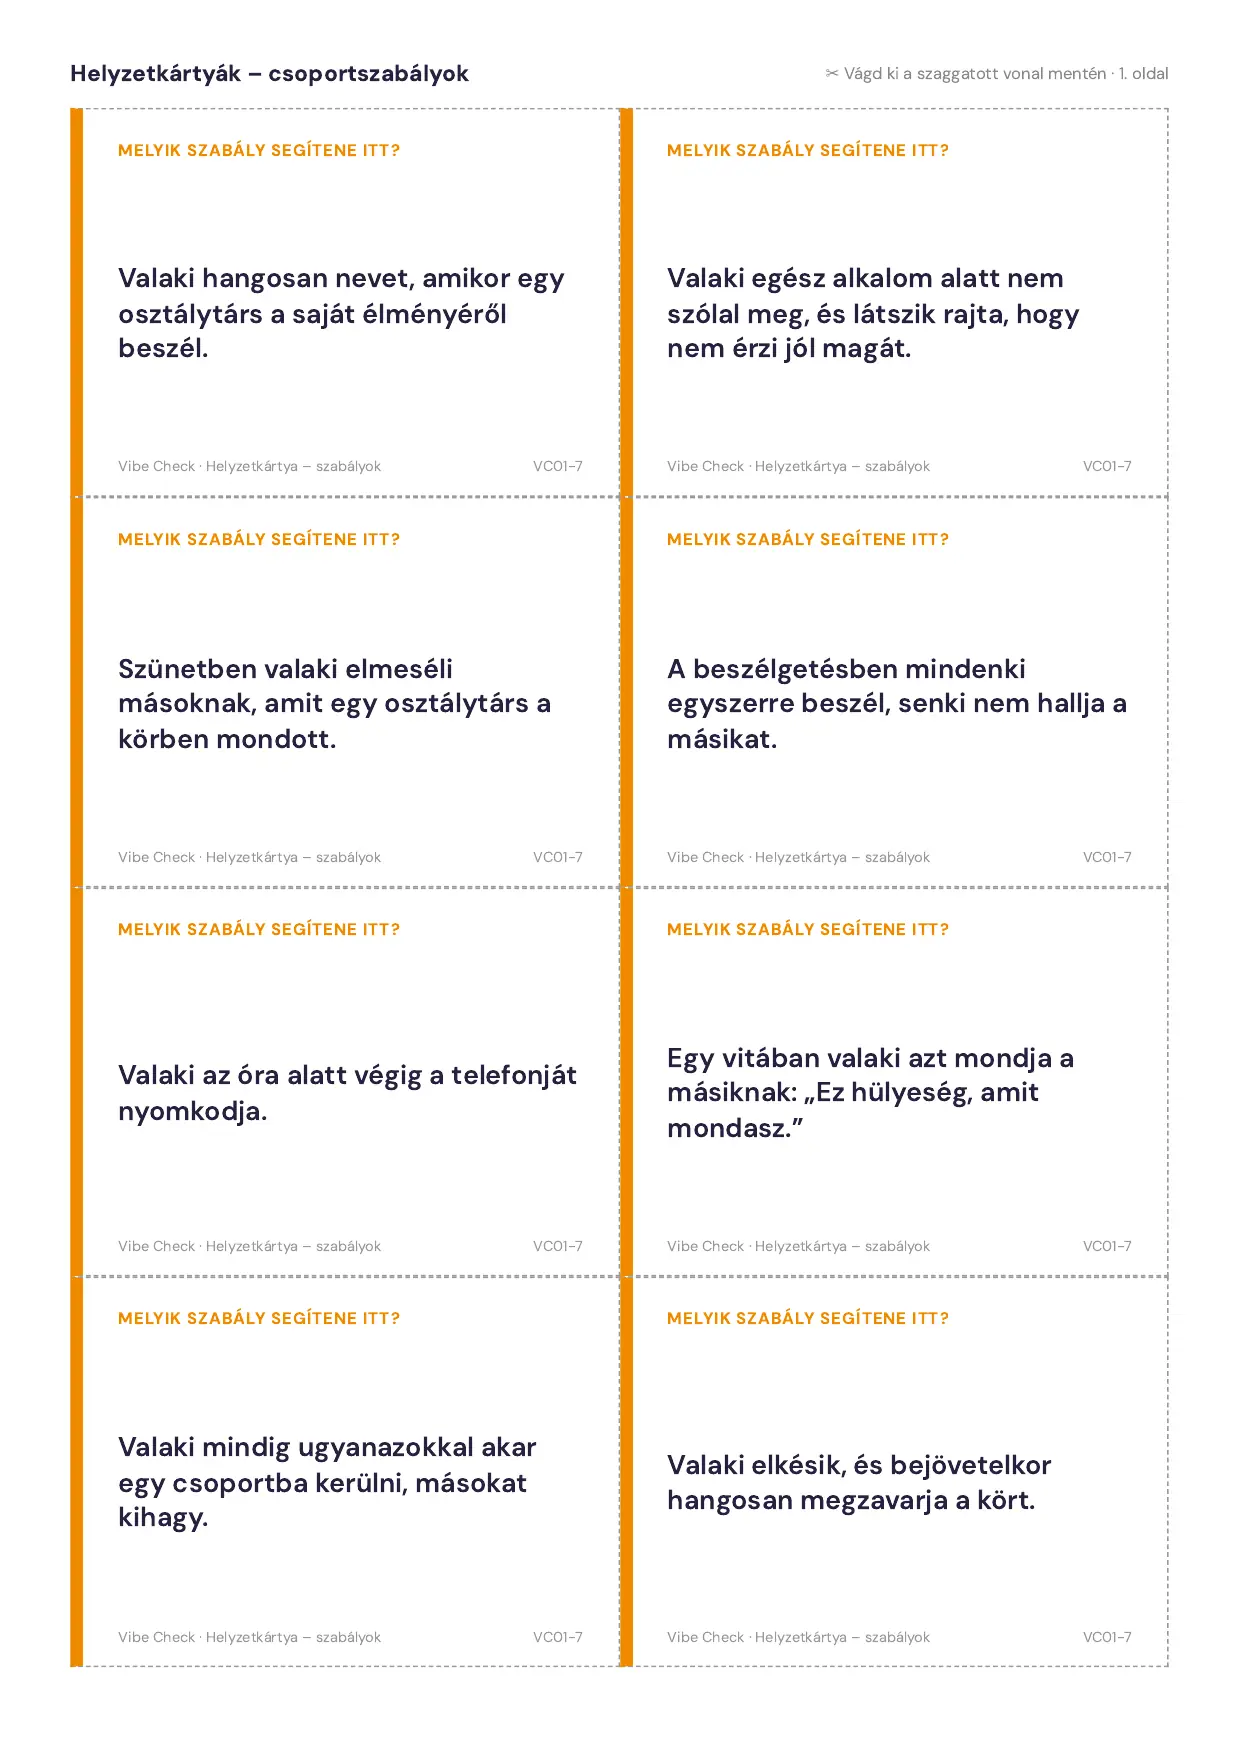 Helyzetkártyák – csoportszabályok
✂ Vágd ki a szaggatott vonal mentén · 1. oldal
MELYIK SZABÁLY SEGÍTENE ITT?
Valaki hangosan nevet, amikor egy
osztálytárs a saját élményéről
beszél.
Vibe Check · Helyzetkártya – szabályok
VC01-7
MELYIK SZABÁLY SEGÍTENE ITT?
Valaki egész alkalom alatt nem
szólal meg, és látszik rajta, hogy
nem érzi jól magát.
Vibe Check · Helyzetkártya – szabályok
VC01-7
MELYIK SZABÁLY SEGÍTENE ITT?
Szünetben valaki elmeséli
másoknak, amit egy osztálytárs a
körben mondott.
Vibe Check · Helyzetkártya – szabályok
VC01-7
MELYIK SZABÁLY SEGÍTENE ITT?
A beszélgetésben mindenki
egyszerre beszél, senki nem hallja a
másikat.
Vibe Check · Helyzetkártya – szabályok
VC01-7
MELYIK SZABÁLY SEGÍTENE ITT?
Valaki az óra alatt végig a telefonját
nyomkodja.
Vibe Check · Helyzetkártya – szabályok
VC01-7
MELYIK SZABÁLY SEGÍTENE ITT?
Egy vitában valaki azt mondja a
másiknak: „Ez hülyeség, amit
mondasz.”
Vibe Check · Helyzetkártya – szabályok
VC01-7
MELYIK SZABÁLY SEGÍTENE ITT?
Valaki mindig ugyanazokkal akar
egy csoportba kerülni, másokat
kihagy.
Vibe Check · Helyzetkártya – szabályok
VC01-7
MELYIK SZABÁLY SEGÍTENE ITT?
Valaki elkésik, és bejövetelkor
hangosan megzavarja a kört.
Vibe Check · Helyzetkártya – szabályok
VC01-7